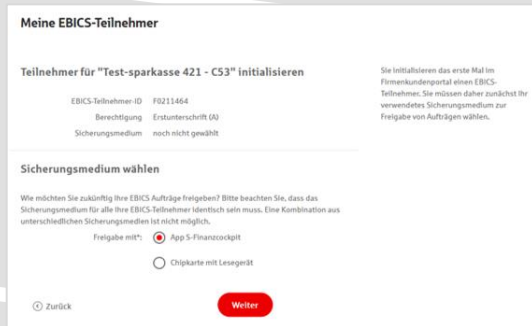 Meine EBICS-Teilnehmer
Teilnehmer für "Test-sparkasse 421 - C53" initialisieren
EBICS-Teilnehmer-ID F0211464
Berechtigung Erstunterschrift (A)
Sicherungsmedium noch nicht gewählt
Sie initialisieren das erste Mal im
Firmenkundenportal einen EBICS-
Teilnehmer. Sie müssen daher zunächst Ihr
verwendetes Sicherungsmedium zur
Freigabe von Aufträgen wählen.
Sicherungsmedium wählen
Wie möchten Sie zukünftig Ihre EBICS Aufträge freigeben? Bitte beachten Sie, dass das
Sicherungsmedium für alle Ihre EBICS-Teilnehmer identisch sein muss. Eine Kombination aus
unterschiedlichen Sicherungsmedien ist nicht möglich.
Freigabe mit*: App S-Finanzcockpit
Chipkarte mit Lesegerät
Zurück
Weiter